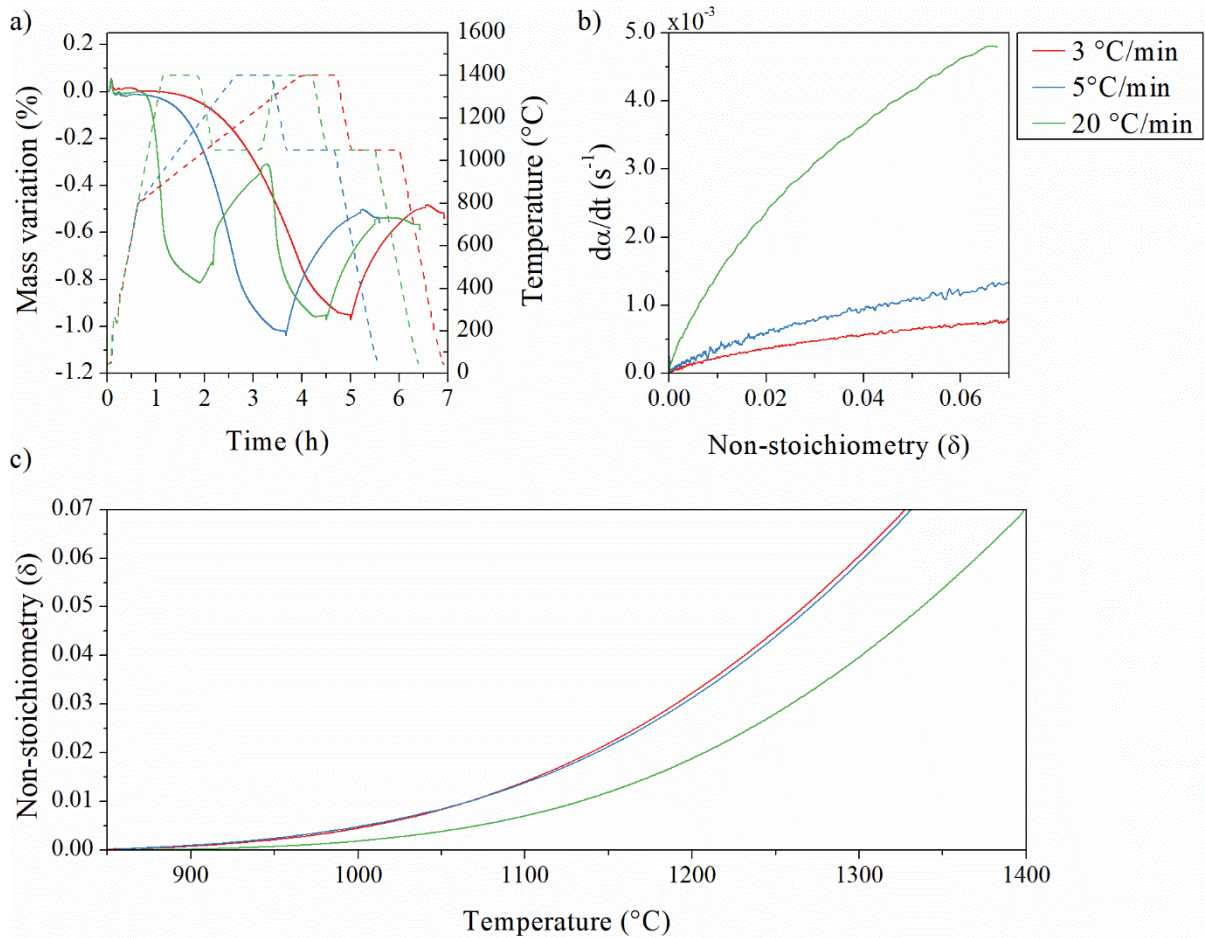 a)
0.2
0.0
-0.2
-0.4
-0.6
-0.8
-1.0
-1.2
Mass variation (%)
0 1 2 3 4 5 6 7
Time (h)
1600
1400
1200
1000
800
600
400
200
0
Temperature (°C)
b)
x10-3
5.0
4.0
3.0
2.0
1.0
0.0
dα/dt (s-1)
0.00 0.02 0.04 0.06
Non-stoichiometry (δ)
3 °C/min
5°C/min
20 °C/min
c)
0.07
0.06
0.05
0.04
0.03
0.02
0.01
0.00
Non-stoichiometry (δ)
900 1000 1100 1200 1300 1400
Temperature (°C)